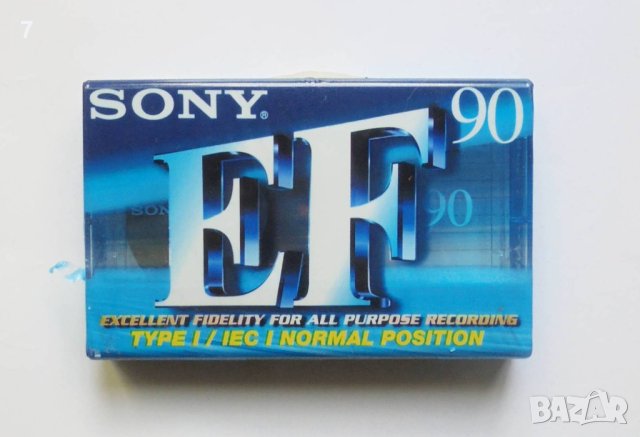 7
SONY® 90
EF
SONY 90
EXCELLENT FIDELITY FOR ALL PURPOSE RECORDING
TYPE I / IEC I NORMAL POSITION
BAZAR